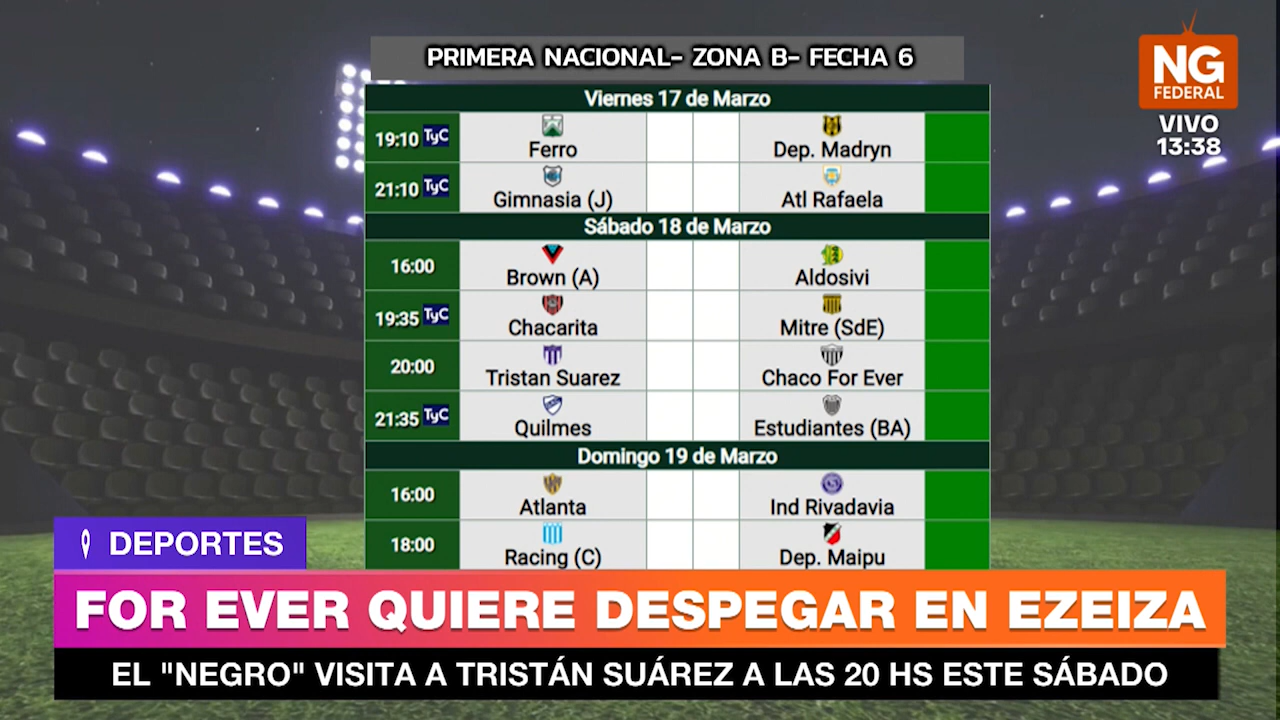 PRIMERA NACIONAL- ZONA B- FECHA 6
NG
FEDERAL
VIVO
13:38
Viernes 17 de Marzo
19:10 TyC Ferro Dep. Madryn
21:10 TyC Gimnasia (J) Atl Rafaela
Sábado 18 de Marzo
16:00 Brown (A) Aldosivi
19:35 TyC Chacarita Mitre (SdE)
20:00 Tristan Suarez Chaco For Ever
21:35 TyC Quilmes Estudiantes (BA)
Domingo 19 de Marzo
16:00 Atlanta Ind Rivadavia
18:00 Racing (C) Dep. Maipu
DEPORTES
FOR EVER QUIERE DESPEGAR EN EZEIZA
EL "NEGRO" VISITA A TRISTÁN SUÁREZ A LAS 20 HS ESTE SÁBADO